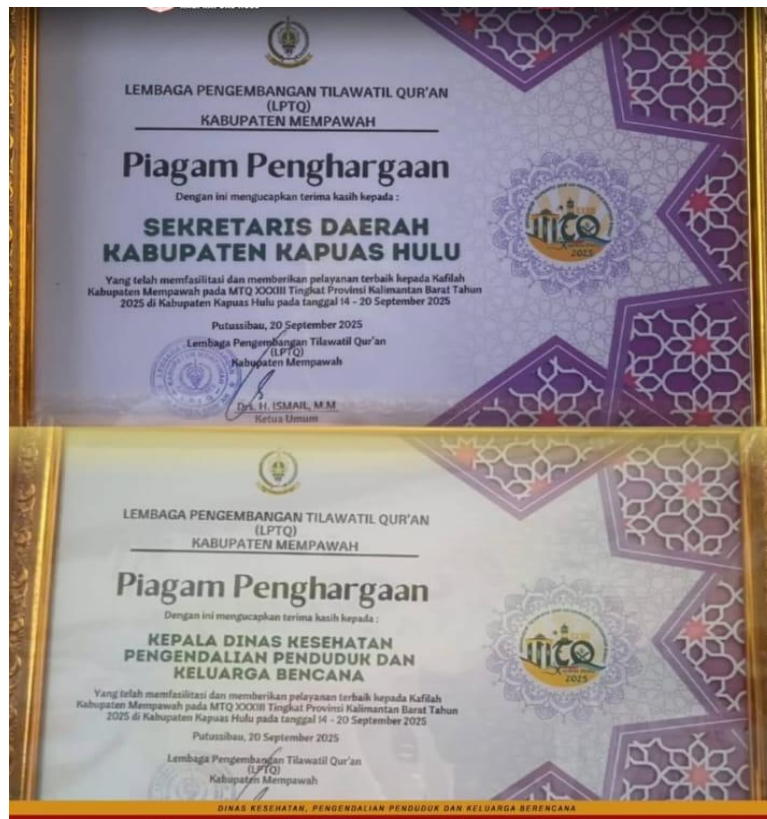 LEMBAGA PENGEMBANGAN TILAWATIL QUR'AN
(LPTQ)
KABUPATEN MEMPAWAH
Piagam Penghargaan
Dengan ini mengucapkan terima kasih kepada :
SEKRETARIS DAERAH
KABUPATEN KAPUAS HULU
Yang telah memfasilitasi dan memberikan pelayanan terbaik kepada Kafilah
Kabupaten Mempawah pada MTQ XXXIII Tingkat Provinsi Kalimantan Barat Tahun
2025 di Kabupaten Kapuas Hulu pada tanggal 14 - 20 September 2025
Putussibau, 20 September 2025
Lembaga Pengembangan Tilawatil Qur'an
(LPTQ)
Kabupaten Mempawah
Drs. H. ISMAIL, M.M
Ketua Umum
2025
LEMBAGA PENGEMBANGAN TILAWATIL QUR'AN
(LPTQ)
KABUPATEN MEMPAWAH
Piagam Penghargaan
Dengan ini mengucapkan terima kasih kepada :
KEPALA DINAS KESEHATAN
PENGENDALIAN PENDUDUK DAN
KELUARGA BENCANA
Yang telah memfasilitasi dan memberikan pelayanan terbaik kepada Kafilah
Kabupaten Mempawah pada MTQ XXXIII Tingkat Provinsi Kalimantan Barat Tahun
2025 di Kabupaten Kapuas Hulu pada tanggal 14 - 20 September 2025
Putussibau, 20 September 2025
Lembaga Pengembangan Tilawatil Qur'an
(LPTQ)
Kabupaten Mempawah
2025
DINAS KESEHATAN, PENGENDALIAN PENDUDUK DAN KELUARGA BERENCANA